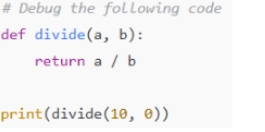 # Debug the following code
def divide(a, b):
    return a / b
print(divide(10, 0))